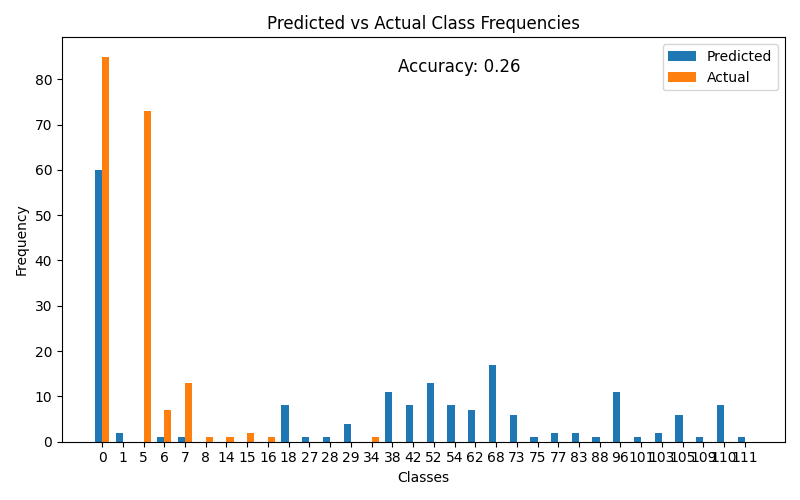 Predicted vs Actual Class Frequencies
Accuracy: 0.26
Predicted
Actual
Frequency
80
70
60
50
40
30
20
10
0
0 1 5 6 7 8 14 15 16 18 27 28 29 34 38 42 52 54 62 68 73 75 77 83 88 96 101 103 105 109 110 111
Classes